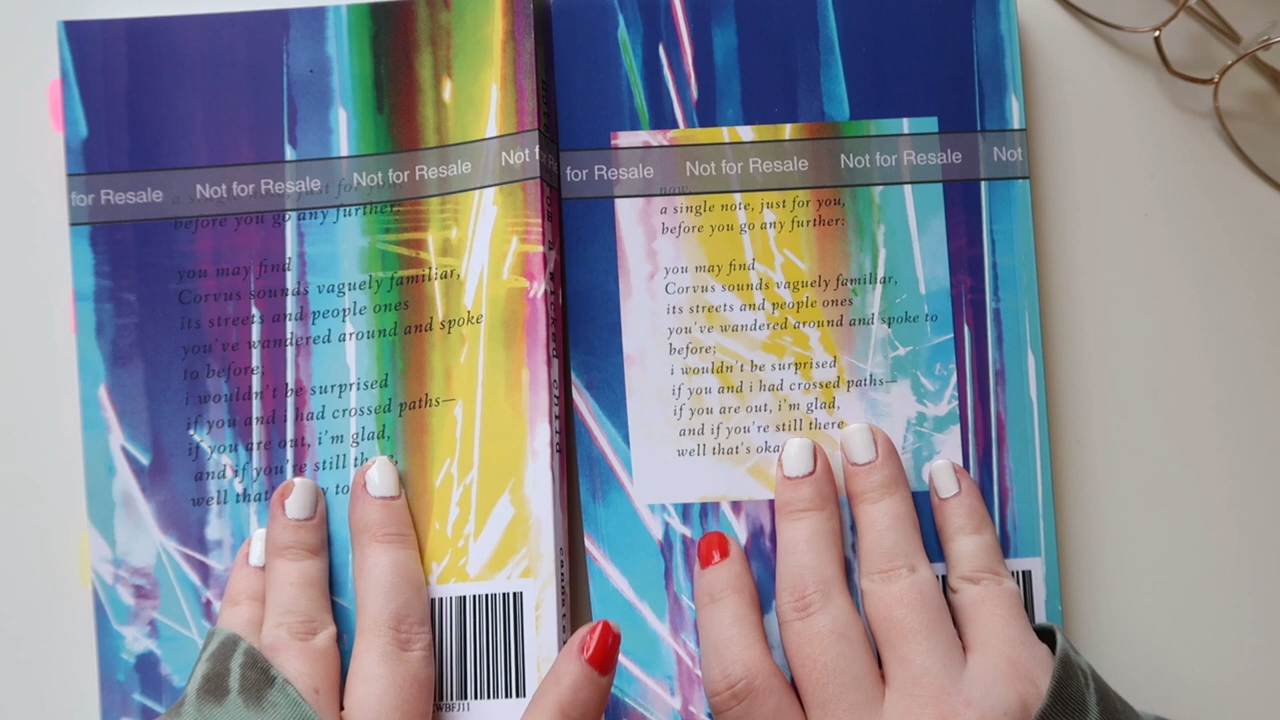 for Resale Not for Resale Not for Resale Not f
a single note, just for you,
before you go any further:
you may find
Corvus sounds vaguely familiar,
its streets and people ones
you've wandered around and spoke
to before;
i wouldn't be surprised
if you and i had crossed paths—
if you are out, i'm glad,
and if you're still
well that to
WBFJ11
from a wicked child
for Resale Not for Resale Not for Resale Not
now,
a single note, just for you,
before you go any further:
you may find
Corvus sounds vaguely familiar,
its streets and people ones
you've wandered around and spoke to
before;
i wouldn't be surprised
if you and i had crossed paths—
if you are out, i'm glad,
and if you're still there
well that's oka